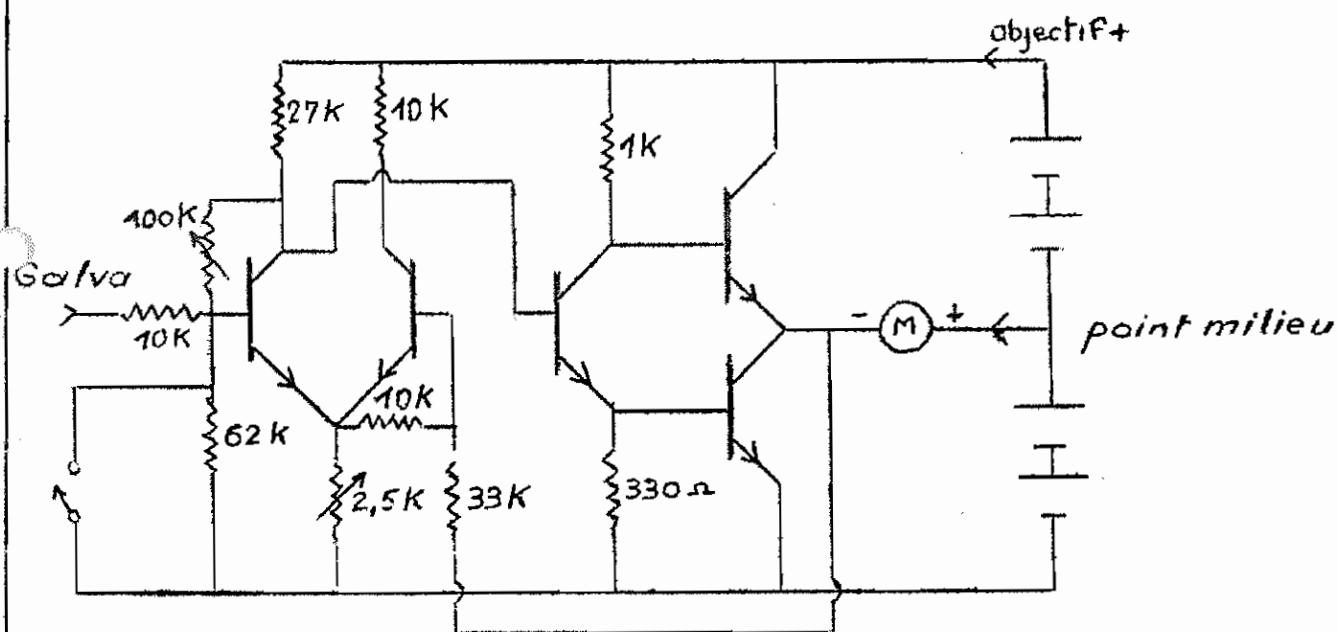 objectif+
27K
10K
1K
100K
Galva
10K
- M +
point milieu
10K
62k
2,5K
33K
330Ω